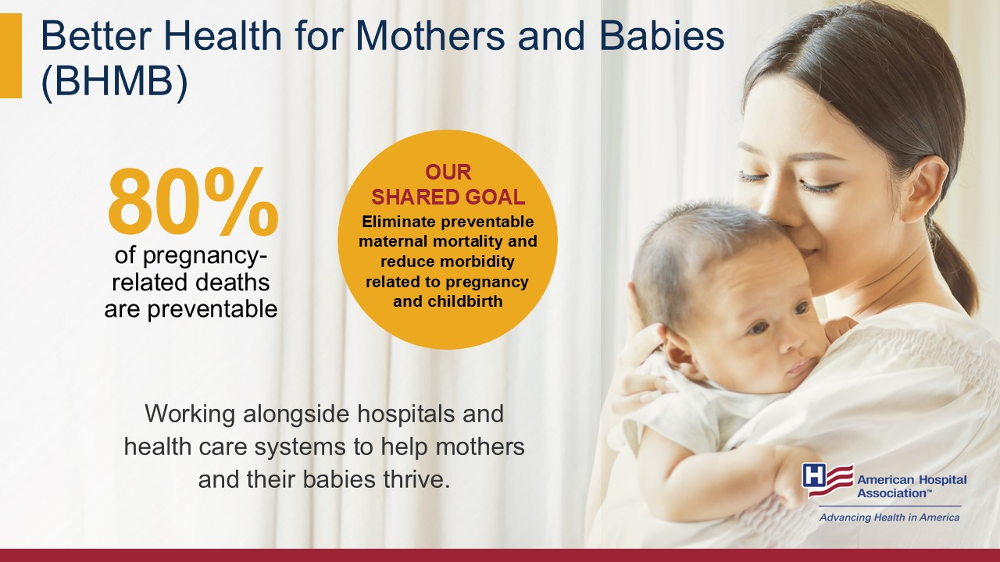 Better Health for Mothers and Babies
(BHMB)
80%
of pregnancy-
related deaths
are preventable
OUR
SHARED GOAL
Eliminate preventable
maternal mortality and
reduce morbidity
related to pregnancy
and childbirth
Working alongside hospitals and
health care systems to help mothers
and their babies thrive.
H
American Hospital
Association™
Advancing Health in America